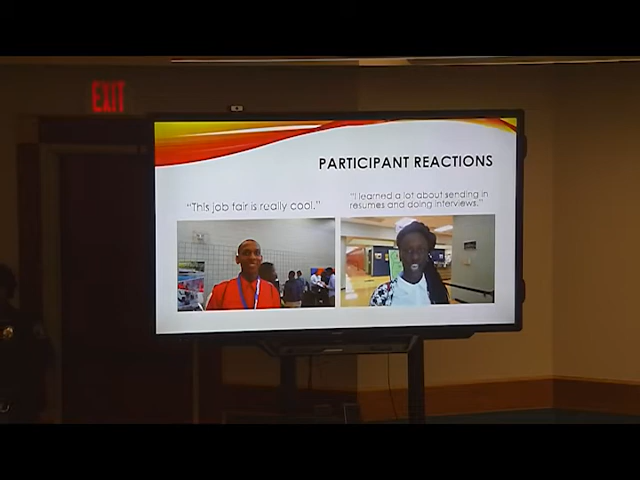 EXIT
PARTICIPANT REACTIONS
"This job fair is really cool."
"I learned a lot about sending in
resumes and doing interviews."